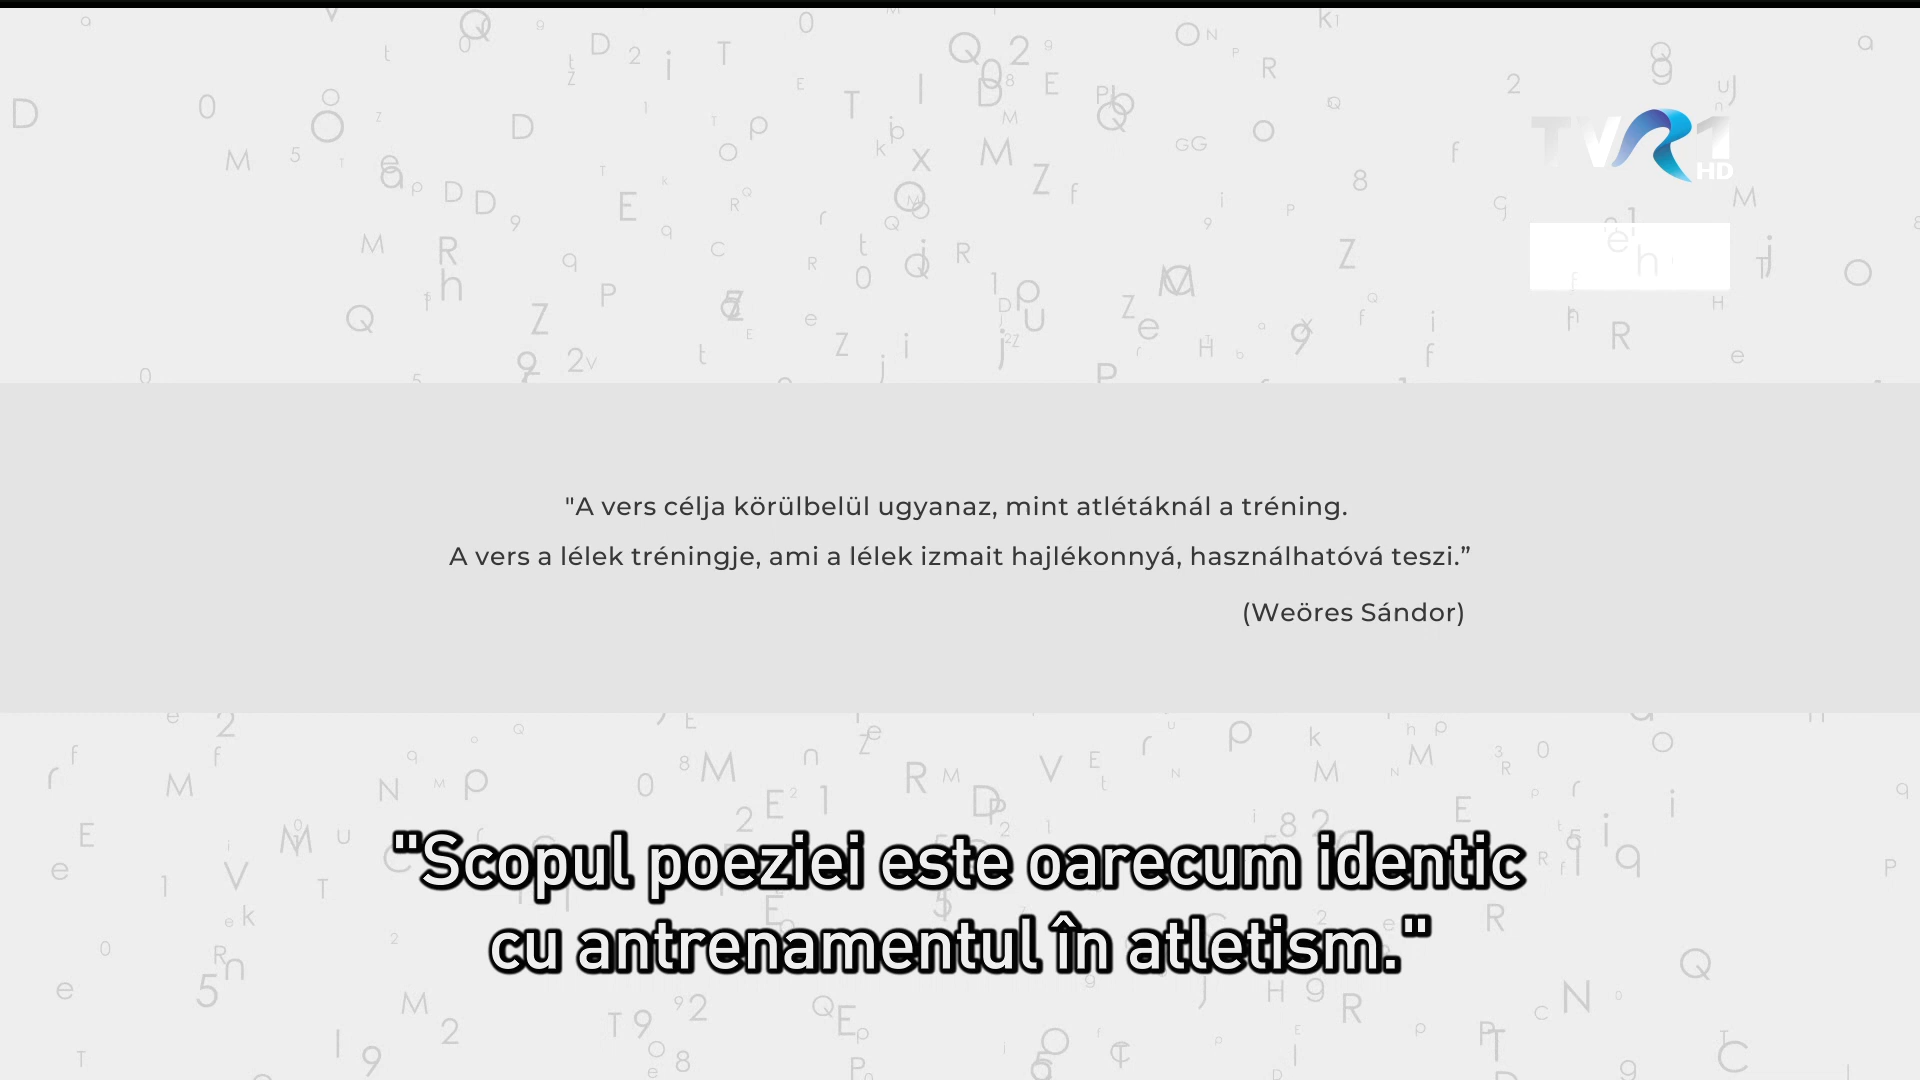 TVR1
HD
"A vers célja körülbelül ugyanaz, mint atlétáknál a tréning.
A vers a lélek tréningje, ami a lélek izmait hajlékonnyá, használhatóvá teszi.”
(Weöres Sándor)
"Scopul poeziei este oarecum identic
cu antrenamentul în atletism."